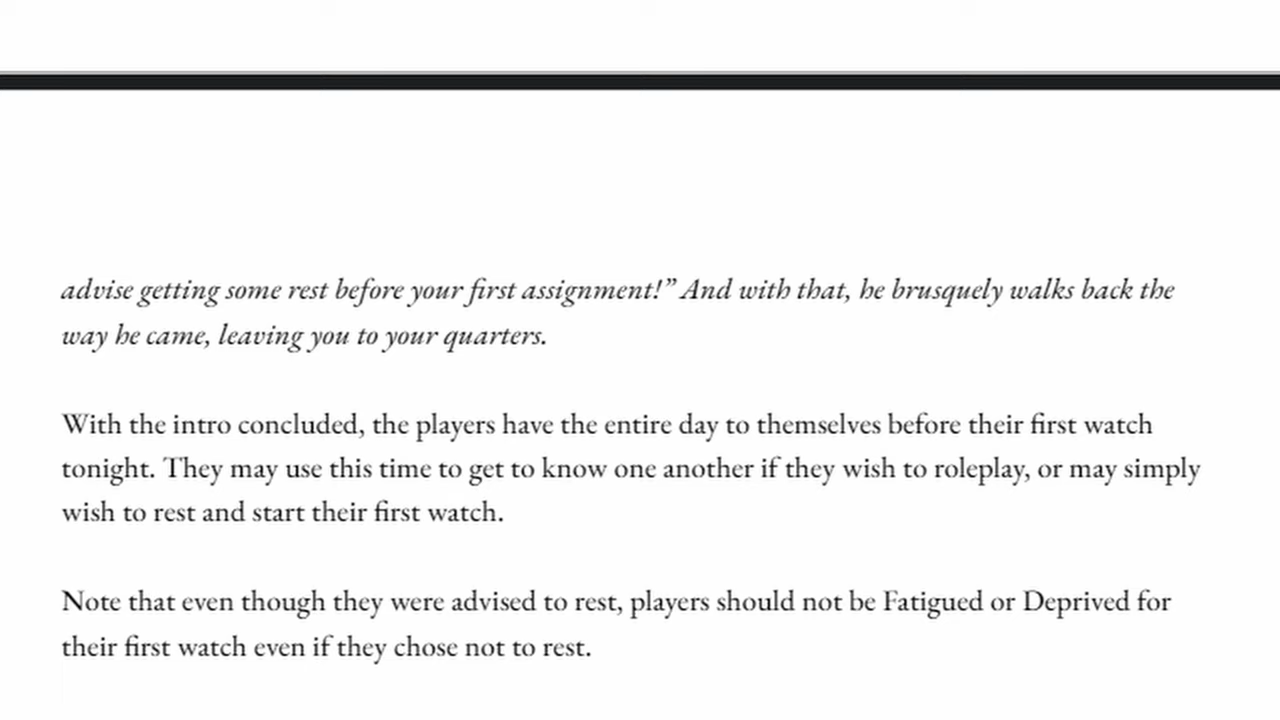 advise getting some rest before your first assignment!” And with that, he brusquely walks back the
way he came, leaving you to your quarters.
With the intro concluded, the players have the entire day to themselves before their first watch
tonight. They may use this time to get to know one another if they wish to roleplay, or may simply
wish to rest and start their first watch.
Note that even though they were advised to rest, players should not be Fatigued or Deprived for
their first watch even if they chose not to rest.